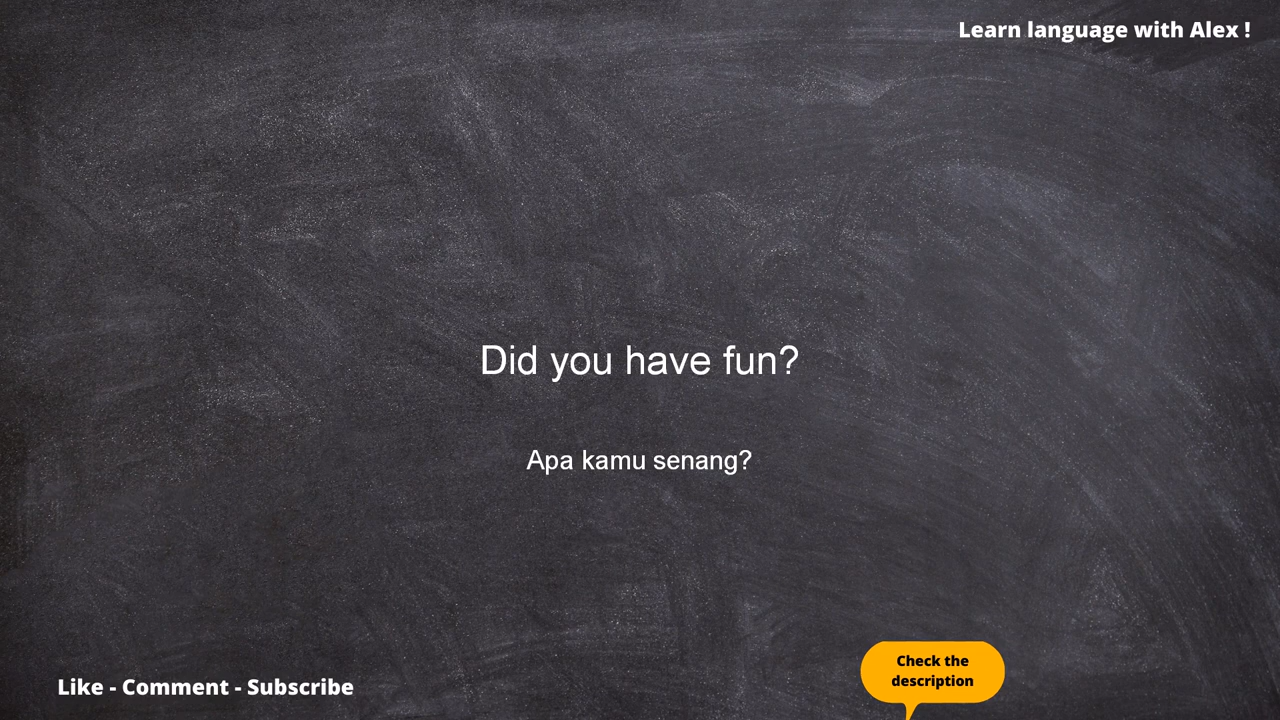 Learn language with Alex !
Did you have fun?
Apa kamu senang?
Check the
description
Like - Comment - Subscribe